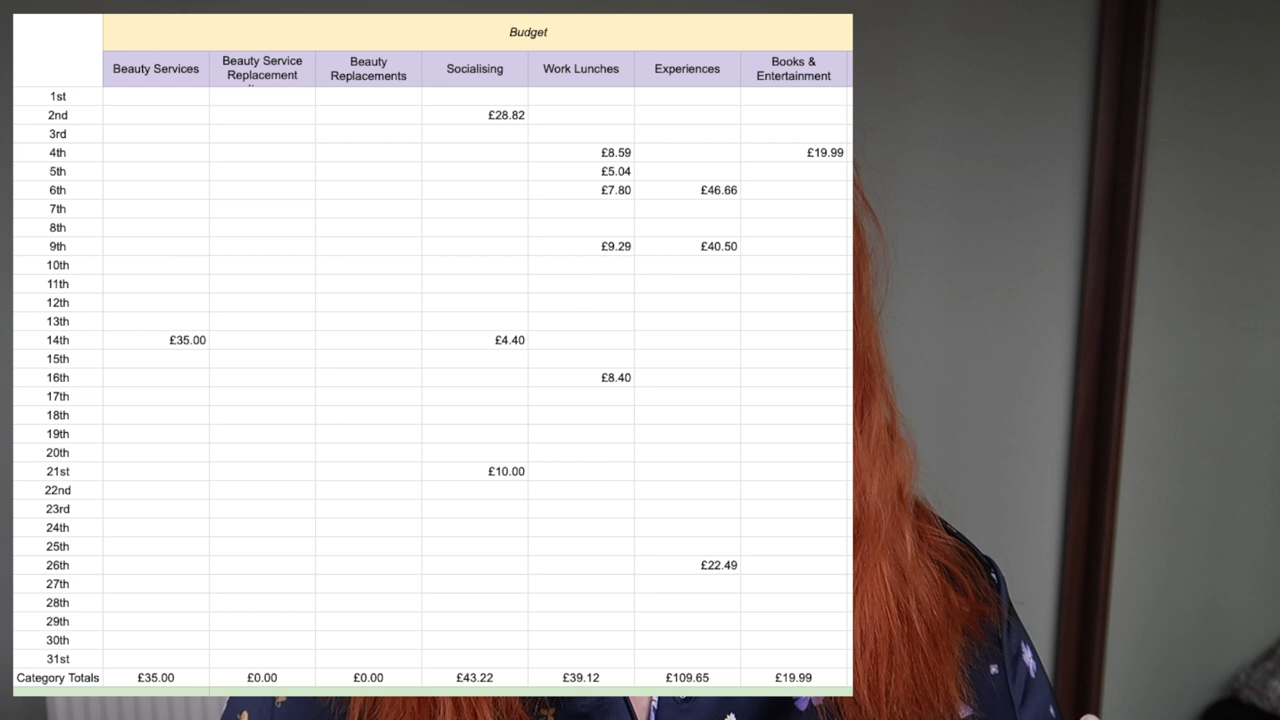 Budget
Beauty Services
Beauty Service Replacement
Beauty Replacements
Socialising
Work Lunches
Experiences
Books & Entertainment
1st
2nd £28.82
3rd
4th £8.59 £19.99
5th £5.04
6th £7.80 £46.66
7th
8th
9th £9.29 £40.50
10th
11th
12th
13th
14th £35.00 £4.40
15th
16th £8.40
17th
18th
19th
20th
21st £10.00
22nd
23rd
24th
25th
26th £22.49
27th
28th
29th
30th
31st
Category Totals £35.00 £0.00 £0.00 £43.22 £39.12 £109.65 £19.99